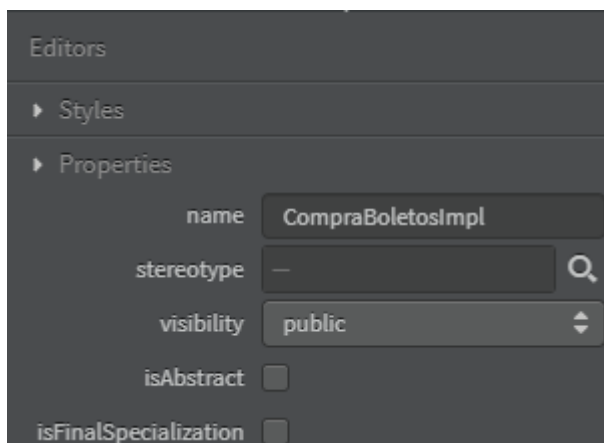 Editors
Styles
Properties
name CompraBoletosImpl
stereotype —
visibility public
isAbstract
isFinalSpecialization